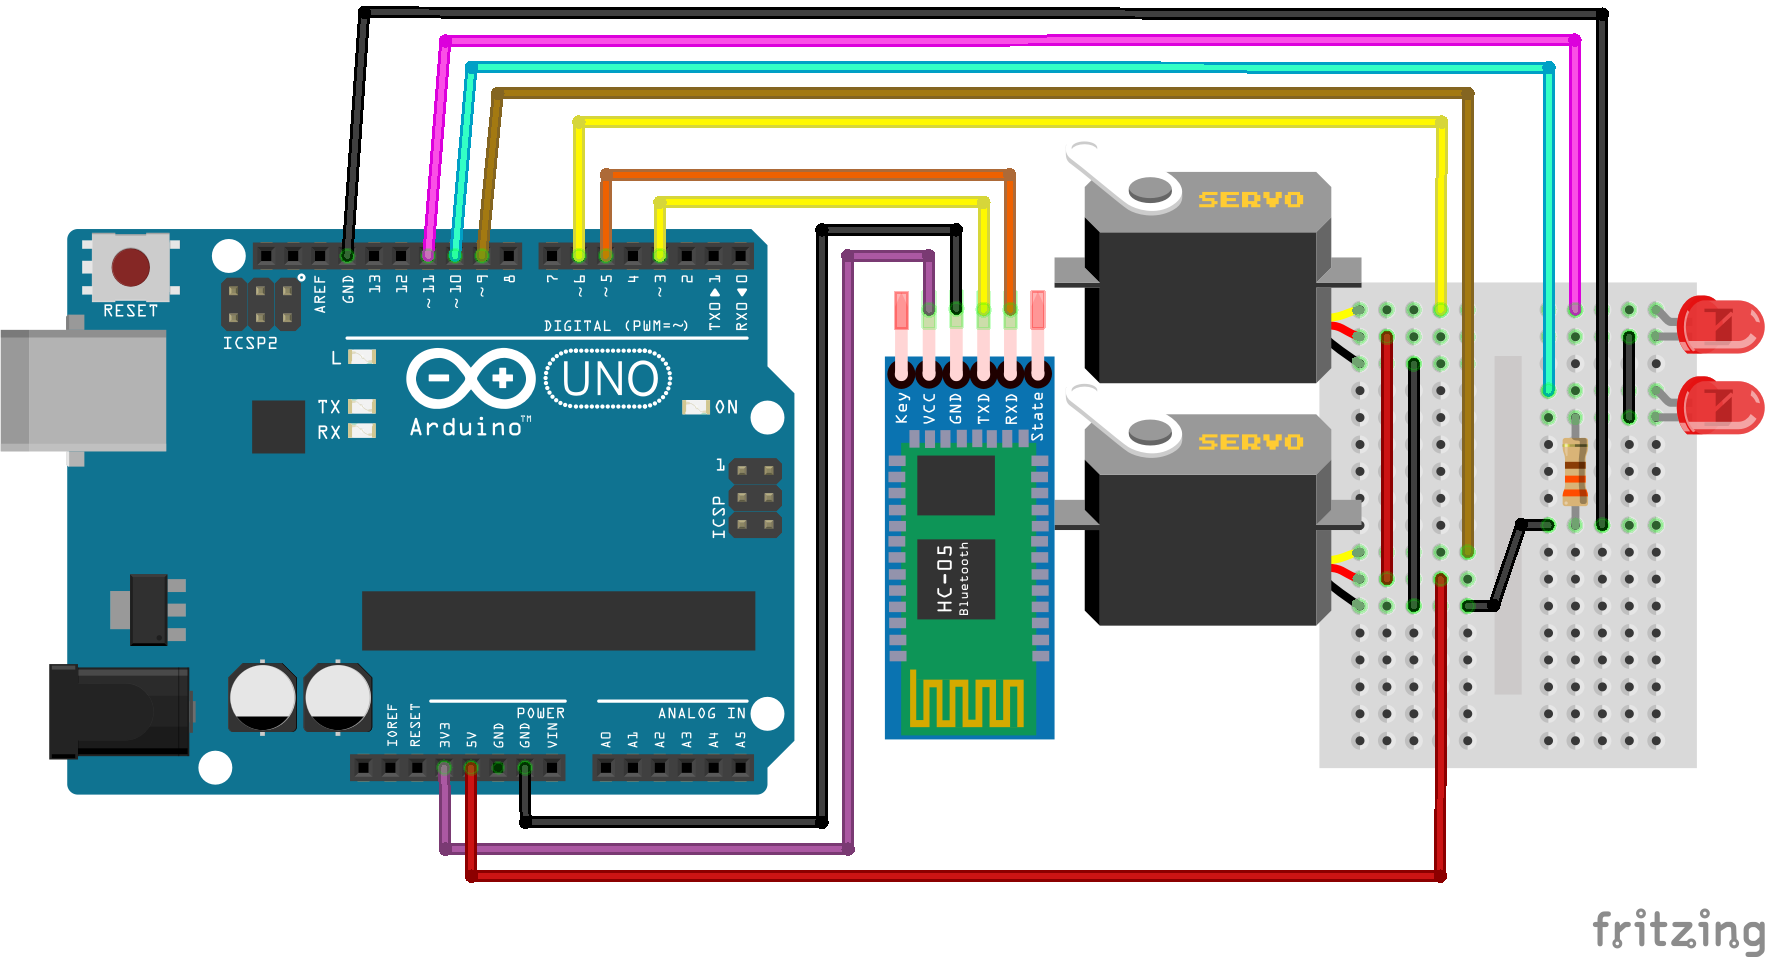 RESET
ICSP2
AREF
GND
13
12
~11
~10
~9
8
7
~6
~5
4
~3
2
TX0▶1
RX0◀0
DIGITAL (PWM=~)
L
TX
RX
UNO
Arduino™
ON
1
ICSP
IOREF
RESET
3V3
5V
GND
GND
VIN
POWER
ANALOG IN
A0
A1
A2
A3
A4
A5
Key
VCC
GND
TXD
RXD
State
HC-05
Bluetooth
SERVO
SERVO
fritzing